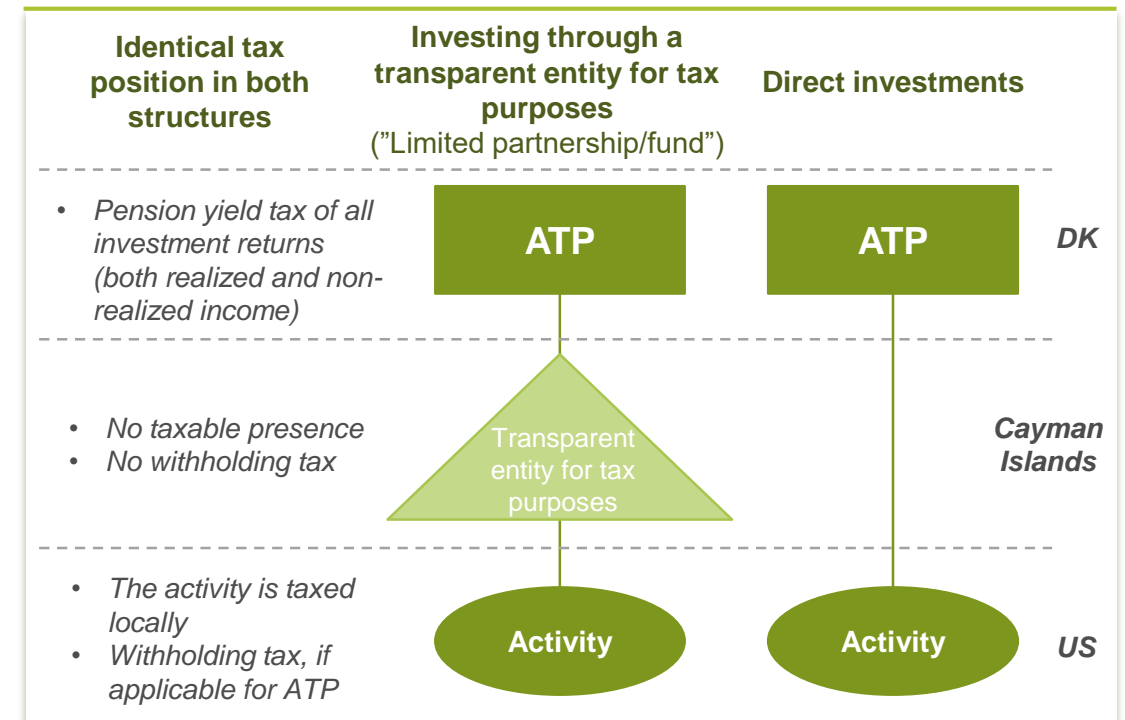 Identical tax
position in both
structures
Investing through a
transparent entity for tax
purposes
(”Limited partnership/fund”)
Direct investments
• Pension yield tax of all
investment returns
(both realized and non-
realized income)
ATP
ATP
DK
• No taxable presence
• No withholding tax
Transparent
entity for tax
purposes
Cayman
Islands
• The activity is taxed
locally
• Withholding tax, if
applicable for ATP
Activity
Activity
US